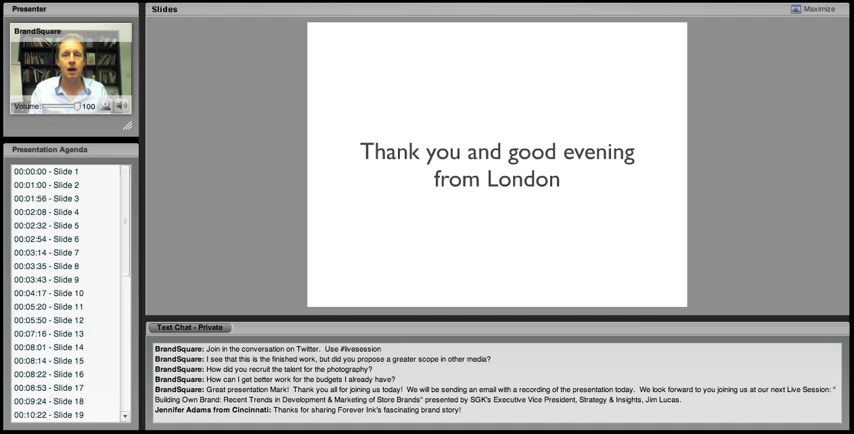 Presenter
BrandSquare
Volume: 100
Presentation Agenda
00:00:00 - Slide 1
00:01:00 - Slide 2
00:01:56 - Slide 3
00:02:08 - Slide 4
00:02:32 - Slide 5
00:02:54 - Slide 6
00:03:14 - Slide 7
00:03:35 - Slide 8
00:03:43 - Slide 9
00:04:17 - Slide 10
00:05:20 - Slide 11
00:05:50 - Slide 12
00:07:16 - Slide 13
00:08:01 - Slide 14
00:08:14 - Slide 15
00:08:22 - Slide 16
00:08:53 - Slide 17
00:09:24 - Slide 18
00:10:22 - Slide 19
Slides
Maximize
Thank you and good evening
from London
Text Chat - Private
BrandSquare: Join in the conversation on Twitter. Use #livesession
BrandSquare: I see that this is the finished work, but did you propose a greater scope in other media?
BrandSquare: How did you recruit the talent for the photography?
BrandSquare: How can I get better work for the budgets I already have?
BrandSquare: Great presentation Mark! Thank you all for joining us today! We will be sending an email with a recording of the presentation today. We look forward to you joining us at our next Live Session: "
Building Own Brand: Recent Trends in Development & Marketing of Store Brands" presented by SGK's Executive Vice President, Strategy & Insights, Jim Lucas.
Jennifer Adams from Cincinnati: Thanks for sharing Forever Ink's fascinating brand story!